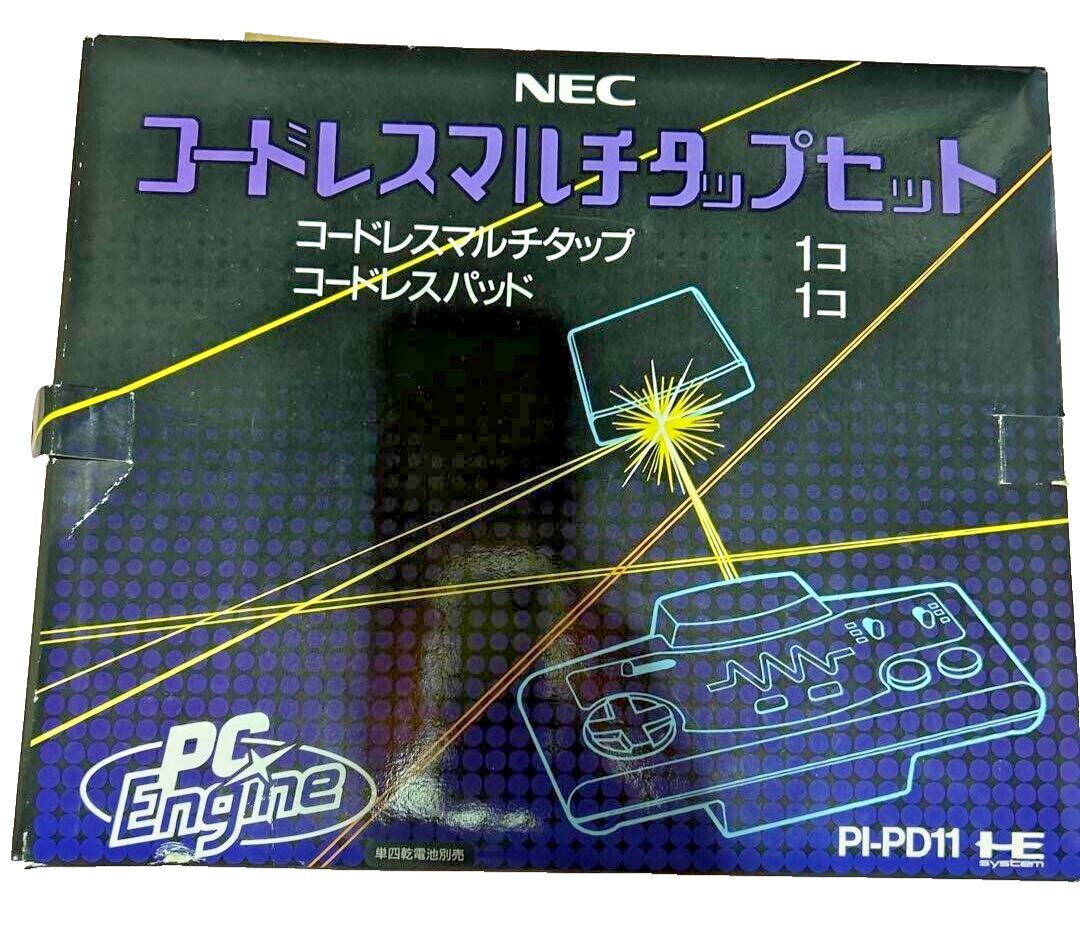 NEC
コードレスマルチタップセット
コードレスマルチタップ 1コ
コードレスパッド 1コ
PC Engine
単四乾電池別売
PI-PD11 HE system